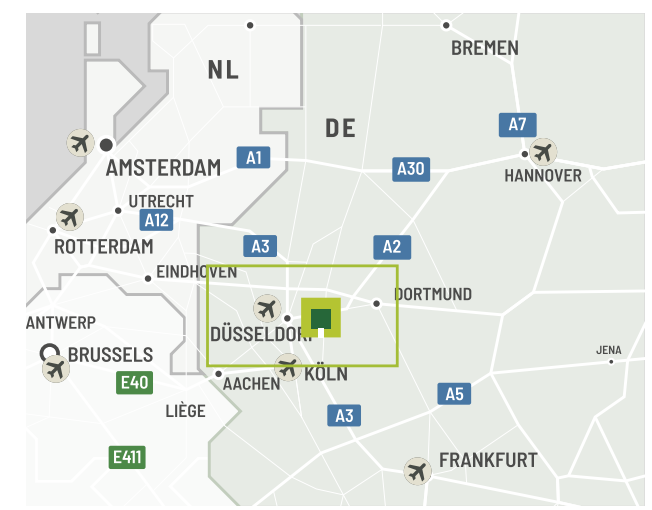 BREMEN
NL
DE
A7
A1
AMSTERDAM
A30
HANNOVER
UTRECHT
A12
ROTTERDAM
A3
A2
EINDHOVEN
DORTMUND
ANTWERP
DÜSSELDORF
BRUSSELS
JENA
KÖLN
E40
AACHEN
A5
LIÈGE
A3
E411
FRANKFURT